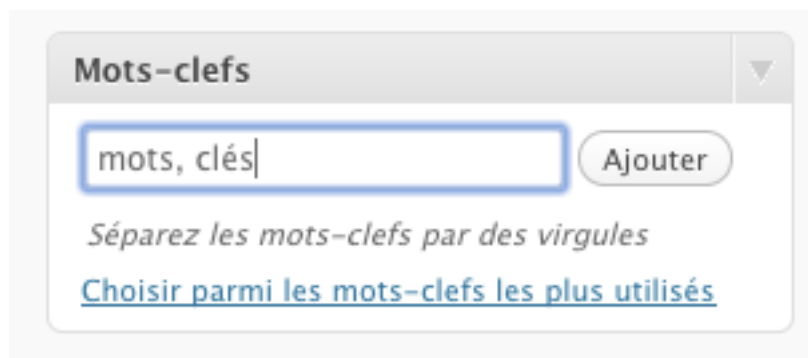 Mots-clefs
mots, clés
Ajouter
Séparez les mots-clefs par des virgules
Choisir parmi les mots-clefs les plus utilisés